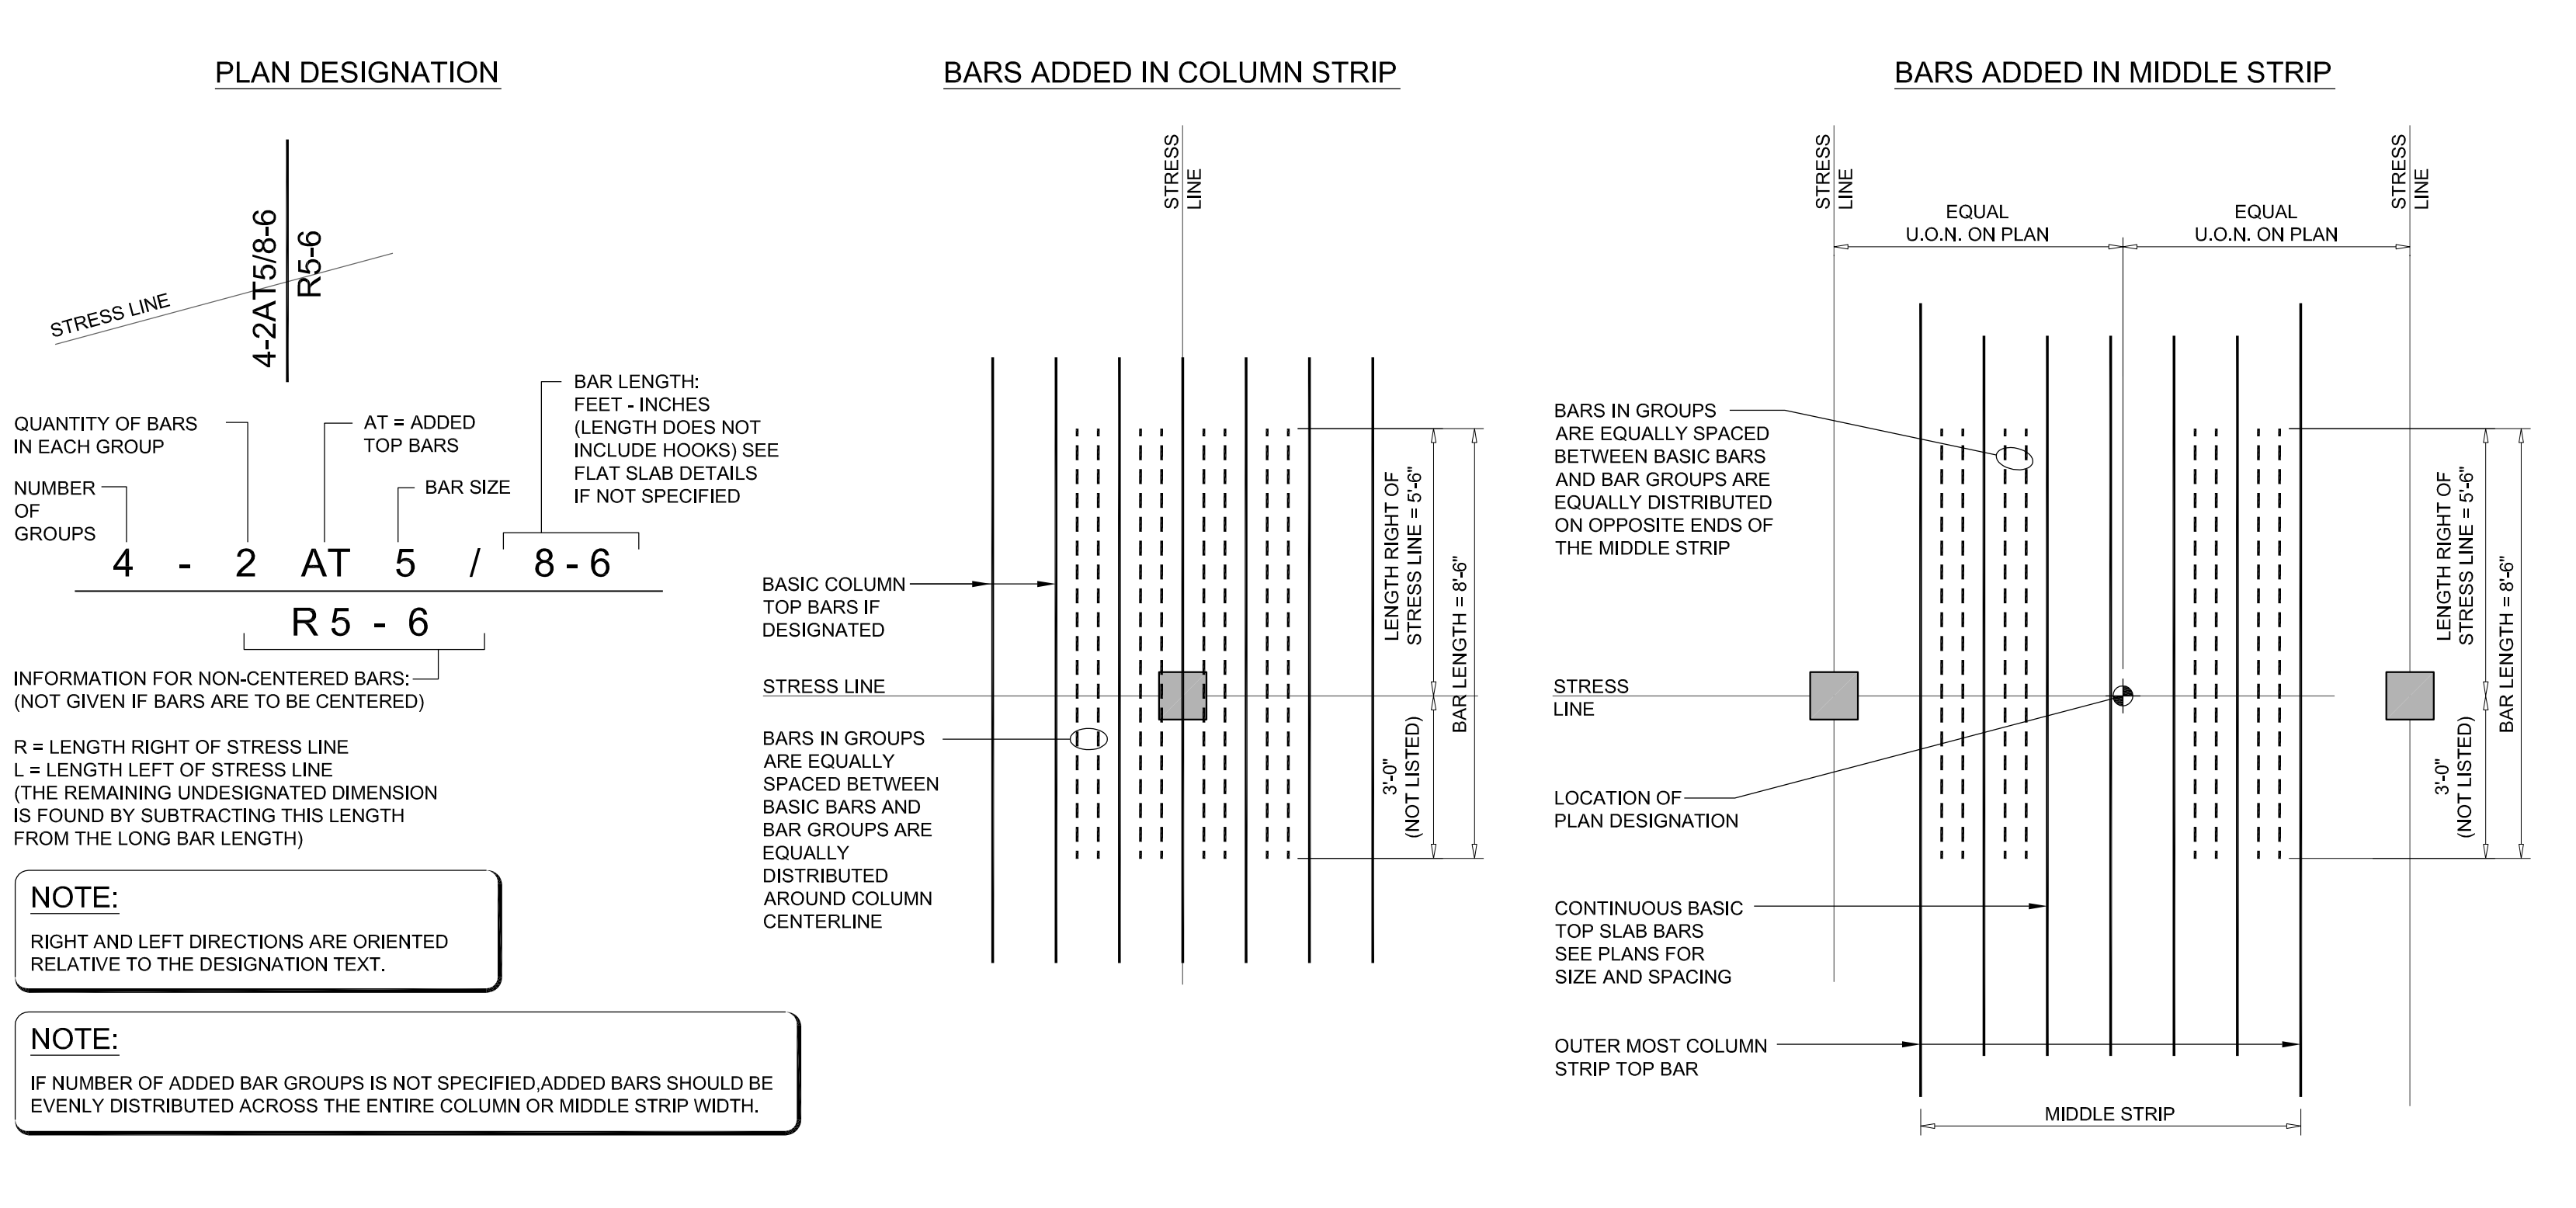 PLAN DESIGNATION
4-2AT5/8-6
R5-6
STRESS LINE
QUANTITY OF BARS
IN EACH GROUP
AT = ADDED
TOP BARS
BAR LENGTH:
FEET - INCHES
(LENGTH DOES NOT
INCLUDE HOOKS) SEE
FLAT SLAB DETAILS
IF NOT SPECIFIED
NUMBER
OF
GROUPS
BAR SIZE
4 - 2 AT 5 / 8 - 6
R 5 - 6
INFORMATION FOR NON-CENTERED BARS:
(NOT GIVEN IF BARS ARE TO BE CENTERED)
R = LENGTH RIGHT OF STRESS LINE
L = LENGTH LEFT OF STRESS LINE
(THE REMAINING UNDESIGNATED DIMENSION
IS FOUND BY SUBTRACTING THIS LENGTH
FROM THE LONG BAR LENGTH)
NOTE:
RIGHT AND LEFT DIRECTIONS ARE ORIENTED
RELATIVE TO THE DESIGNATION TEXT.
NOTE:
IF NUMBER OF ADDED BAR GROUPS IS NOT SPECIFIED,ADDED BARS SHOULD BE
EVENLY DISTRIBUTED ACROSS THE ENTIRE COLUMN OR MIDDLE STRIP WIDTH.
BARS ADDED IN COLUMN STRIP
STRESS
LINE
BASIC COLUMN
TOP BARS IF
DESIGNATED
STRESS LINE
BARS IN GROUPS
ARE EQUALLY
SPACED BETWEEN
BASIC BARS AND
BAR GROUPS ARE
EQUALLY
DISTRIBUTED
AROUND COLUMN
CENTERLINE
LENGTH RIGHT OF
STRESS LINE = 5'-6"
3'-0"
(NOT LISTED)
BAR LENGTH = 8'-6"
BARS ADDED IN MIDDLE STRIP
STRESS
LINE
STRESS
LINE
EQUAL
U.O.N. ON PLAN
EQUAL
U.O.N. ON PLAN
BARS IN GROUPS
ARE EQUALLY SPACED
BETWEEN BASIC BARS
AND BAR GROUPS ARE
EQUALLY DISTRIBUTED
ON OPPOSITE ENDS OF
THE MIDDLE STRIP
STRESS
LINE
LOCATION OF
PLAN DESIGNATION
CONTINUOUS BASIC
TOP SLAB BARS
SEE PLANS FOR
SIZE AND SPACING
OUTER MOST COLUMN
STRIP TOP BAR
MIDDLE STRIP
LENGTH RIGHT OF
STRESS LINE = 5'-6"
3'-0"
(NOT LISTED)
BAR LENGTH = 8'-6"